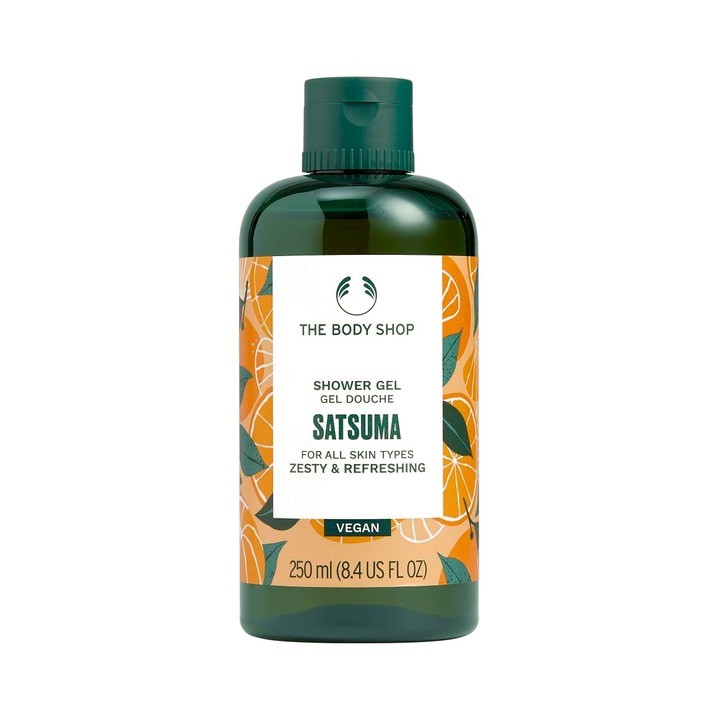 THE BODY SHOP
SHOWER GEL
GEL DOUCHE
SATSUMA
FOR ALL SKIN TYPES
ZESTY & REFRESHING
VEGAN
250 ml (8.4 US FL OZ)